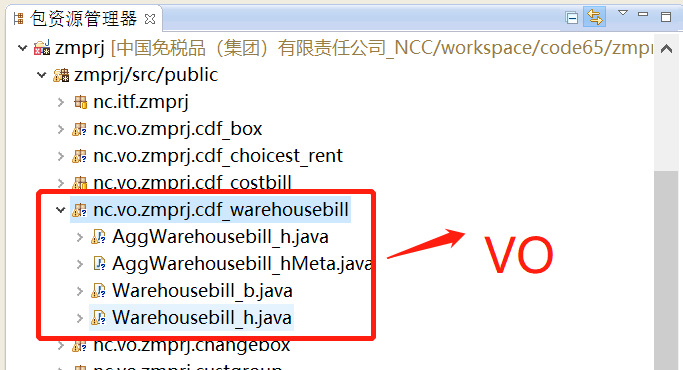 包资源管理器
zmprj [中国免税品（集团）有限责任公司_NCC/workspace/code65/zmprj
zmprj/src/public
nc.itf.zmprj
nc.vo.zmprj.cdf_box
nc.vo.zmprj.cdf_choicest_rent
nc.vo.zmprj.cdf_costbill
nc.vo.zmprj.cdf_warehousebill
AggWarehousebill_h.java
AggWarehousebill_hMeta.java
VO
Warehousebill_b.java
Warehousebill_h.java
nc.vo.zmprj.changebox
nc.vo.zmprj.custgroup